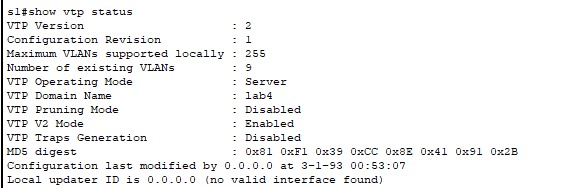 s1#show vtp status
VTP Version                     : 2
Configuration Revision          : 1
Maximum VLANs supported locally : 255
Number of existing VLANs        : 9
VTP Operating Mode              : Server
VTP Domain Name                 : lab4
VTP Pruning Mode                : Disabled
VTP V2 Mode                     : Enabled
VTP Traps Generation            : Disabled
MD5 digest                      : 0x81 0xF1 0x39 0xCC 0x8E 0x41 0x91 0x2B
Configuration last modified by 0.0.0.0 at 3-1-93 00:53:07
Local updater ID is 0.0.0.0 (no valid interface found)